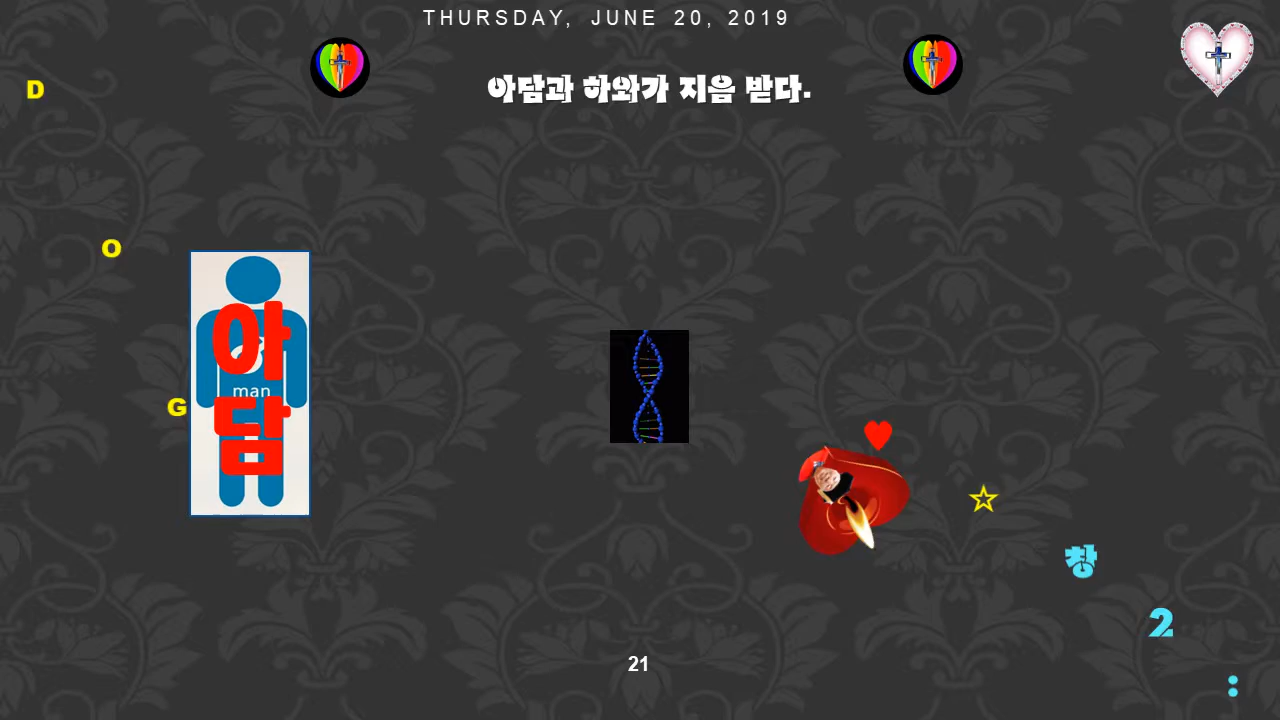 THURSDAY, JUNE 20, 2019
아담과 하와가 지음 받다.
D
O
G
아
man
담
창
2
:
21